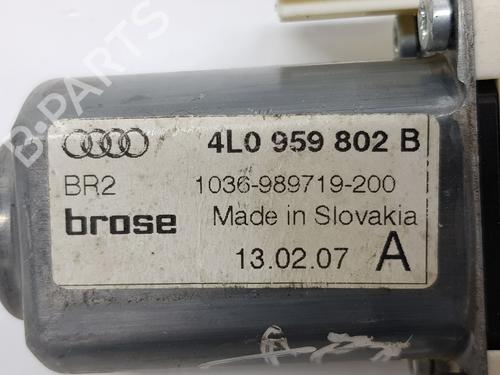 4L0 959 802 B
BR2 1036-989719-200
brose Made in Slovakia
13.02.07 A
B-PARTS